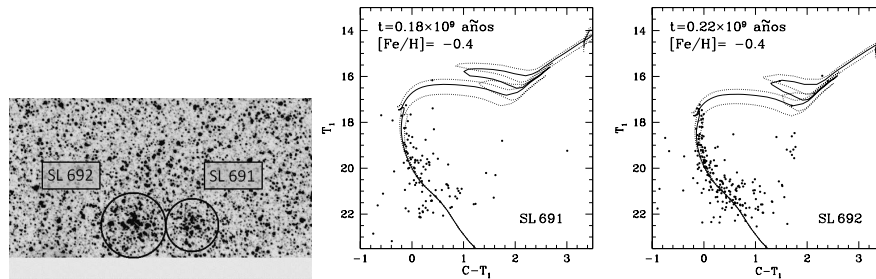 SL 692
SL 691
t=0.18×10⁹ años
[Fe/H]= −0.4
14
16
18
20
22
T₁
SL 691
−1
0
1
2
3
C−T₁
t=0.22×10⁹ años
[Fe/H]= −0.4
14
16
18
20
22
T₁
SL 692
−1
0
1
2
3
C−T₁